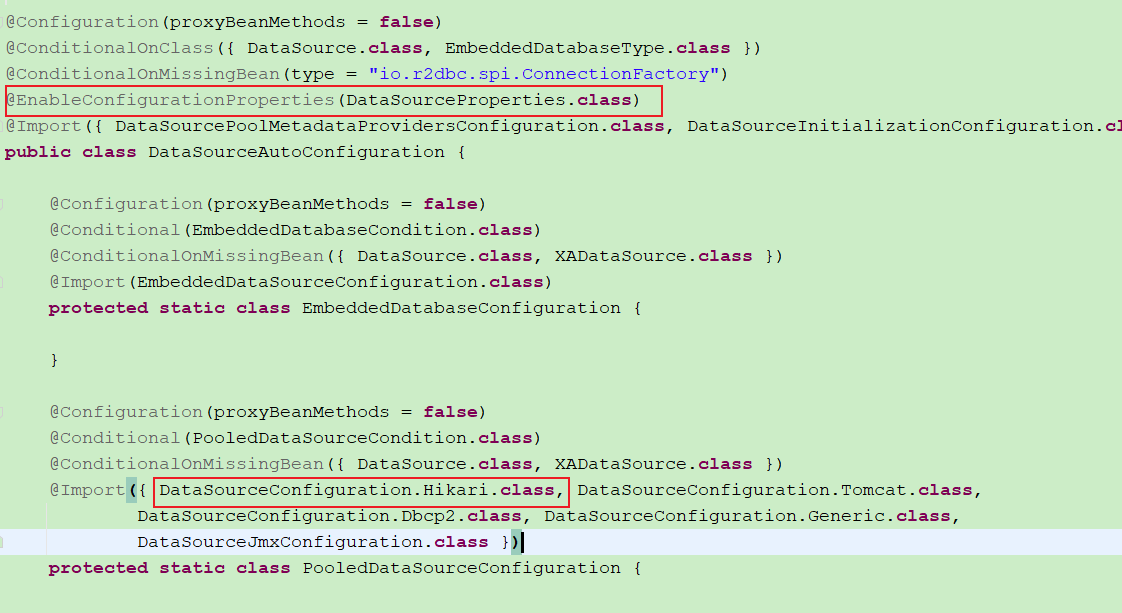 @Configuration(proxyBeanMethods = false)
@ConditionalOnClass({ DataSource.class, EmbeddedDatabaseType.class })
@ConditionalOnMissingBean(type = "io.r2dbc.spi.ConnectionFactory")
@EnableConfigurationProperties(DataSourceProperties.class)
@Import({ DataSourcePoolMetadataProvidersConfiguration.class, DataSourceInitializationConfiguration.cl
public class DataSourceAutoConfiguration {
@Configuration(proxyBeanMethods = false)
@Conditional(EmbeddedDatabaseCondition.class)
@ConditionalOnMissingBean({ DataSource.class, XADataSource.class })
@Import(EmbeddedDataSourceConfiguration.class)
protected static class EmbeddedDatabaseConfiguration {
}
@Configuration(proxyBeanMethods = false)
@Conditional(PooledDataSourceCondition.class)
@ConditionalOnMissingBean({ DataSource.class, XADataSource.class })
@Import({ DataSourceConfiguration.Hikari.class, DataSourceConfiguration.Tomcat.class,
DataSourceConfiguration.Dbcp2.class, DataSourceConfiguration.Generic.class,
DataSourceJmxConfiguration.class })
protected static class PooledDataSourceConfiguration {